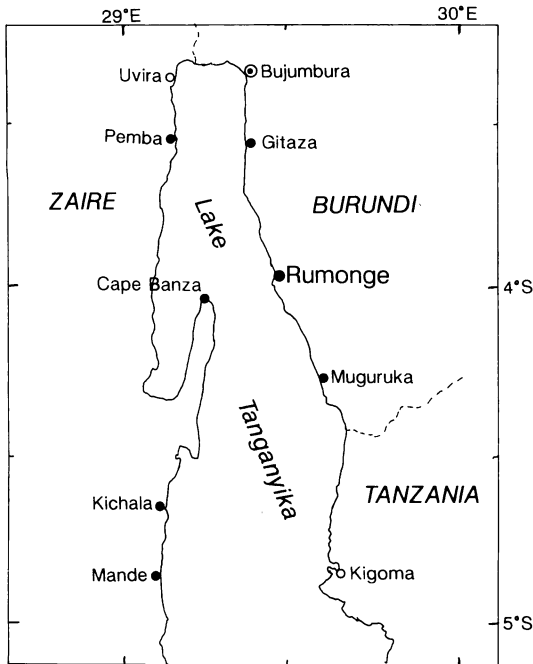 29°E
30°E
Uvira
Bujumbura
Pemba
Gitaza
ZAIRE
Lake
BURUNDI
Cape Banza
Rumonge
4°S
Muguruka
Tanganyika
TANZANIA
Kichala
Mande
Kigoma
5°S